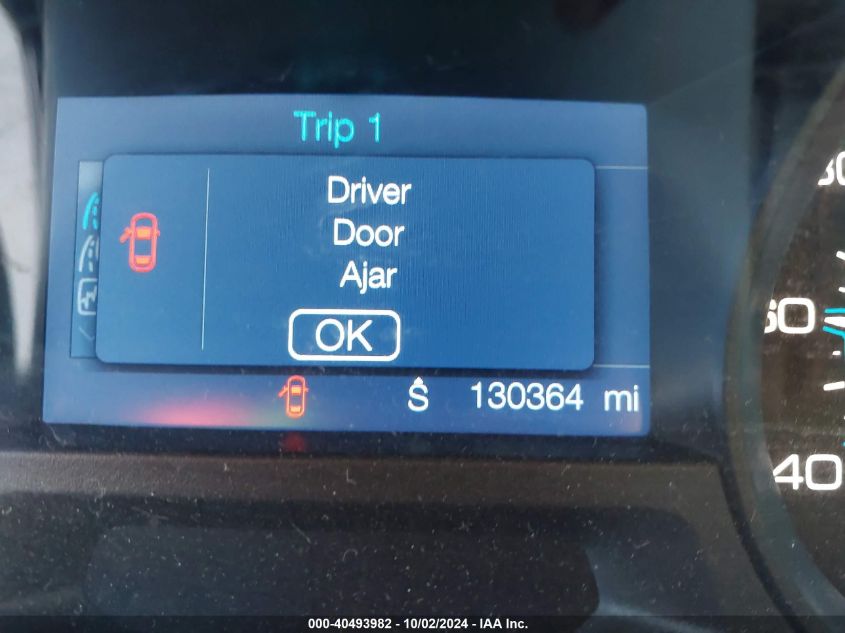 Trip 1
Driver
Door
Ajar
OK
S 130364 mi
60
40
000-40493982 - 10/02/2024 - IAA Inc.